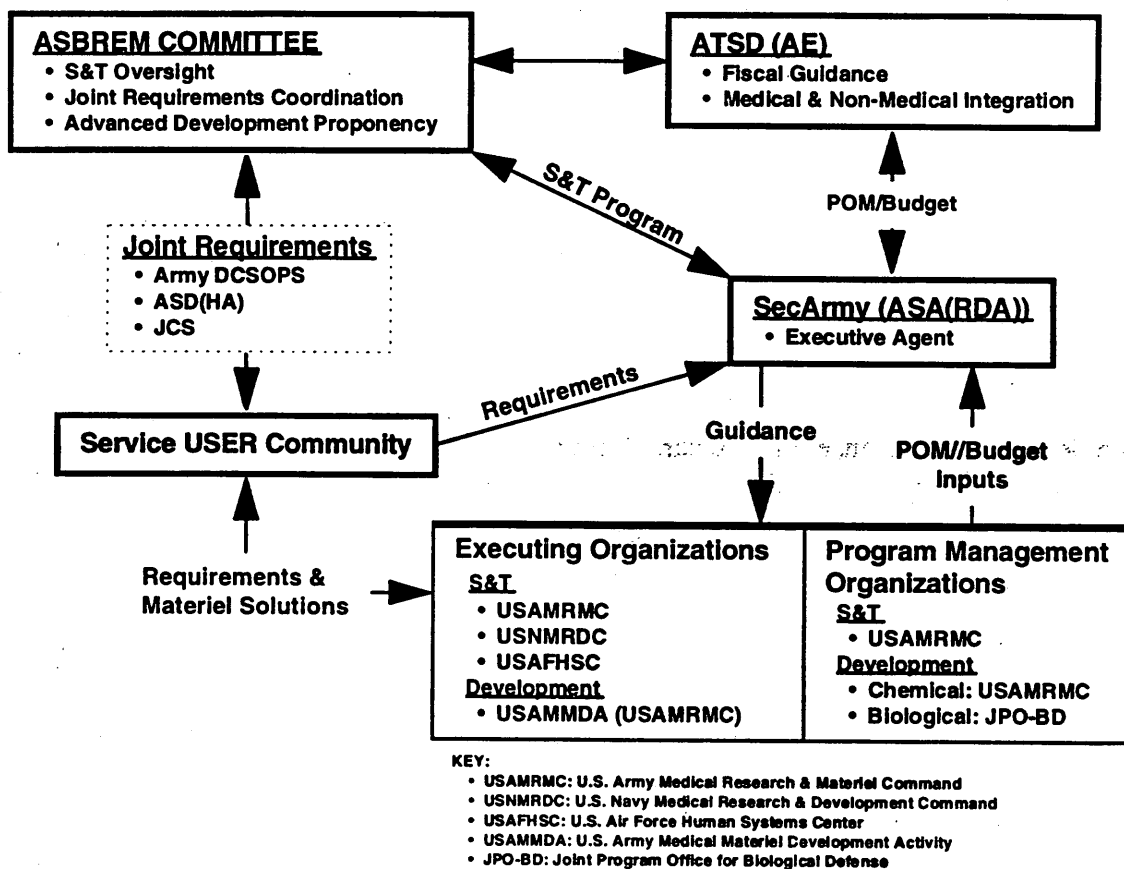 ASBREM COMMITTEE
• S&T Oversight
• Joint Requirements Coordination
• Advanced Development Proponency
ATSD (AE)
• Fiscal Guidance
• Medical & Non-Medical Integration
S&T Program
POM/Budget
Joint Requirements
• Army DCSOPS
• ASD(HA)
• JCS
SecArmy (ASA(RDA))
• Executive Agent
Requirements
Service USER Community
Guidance
POM//Budget
Inputs
Requirements &
Materiel Solutions
Executing Organizations
S&T
• USAMRMC
• USNMRDC
• USAFHSC
Development
• USAMMDA (USAMRMC)
Program Management
Organizations
S&T
• USAMRMC
Development
• Chemical: USAMRMC
• Biological: JPO-BD
KEY:
• USAMRMC: U.S. Army Medical Research & Materiel Command
• USNMRDC: U.S. Navy Medical Research & Development Command
• USAFHSC: U.S. Air Force Human Systems Center
• USAMMDA: U.S. Army Medical Materiel Development Activity
• JPO-BD: Joint Program Office for Biological Defense